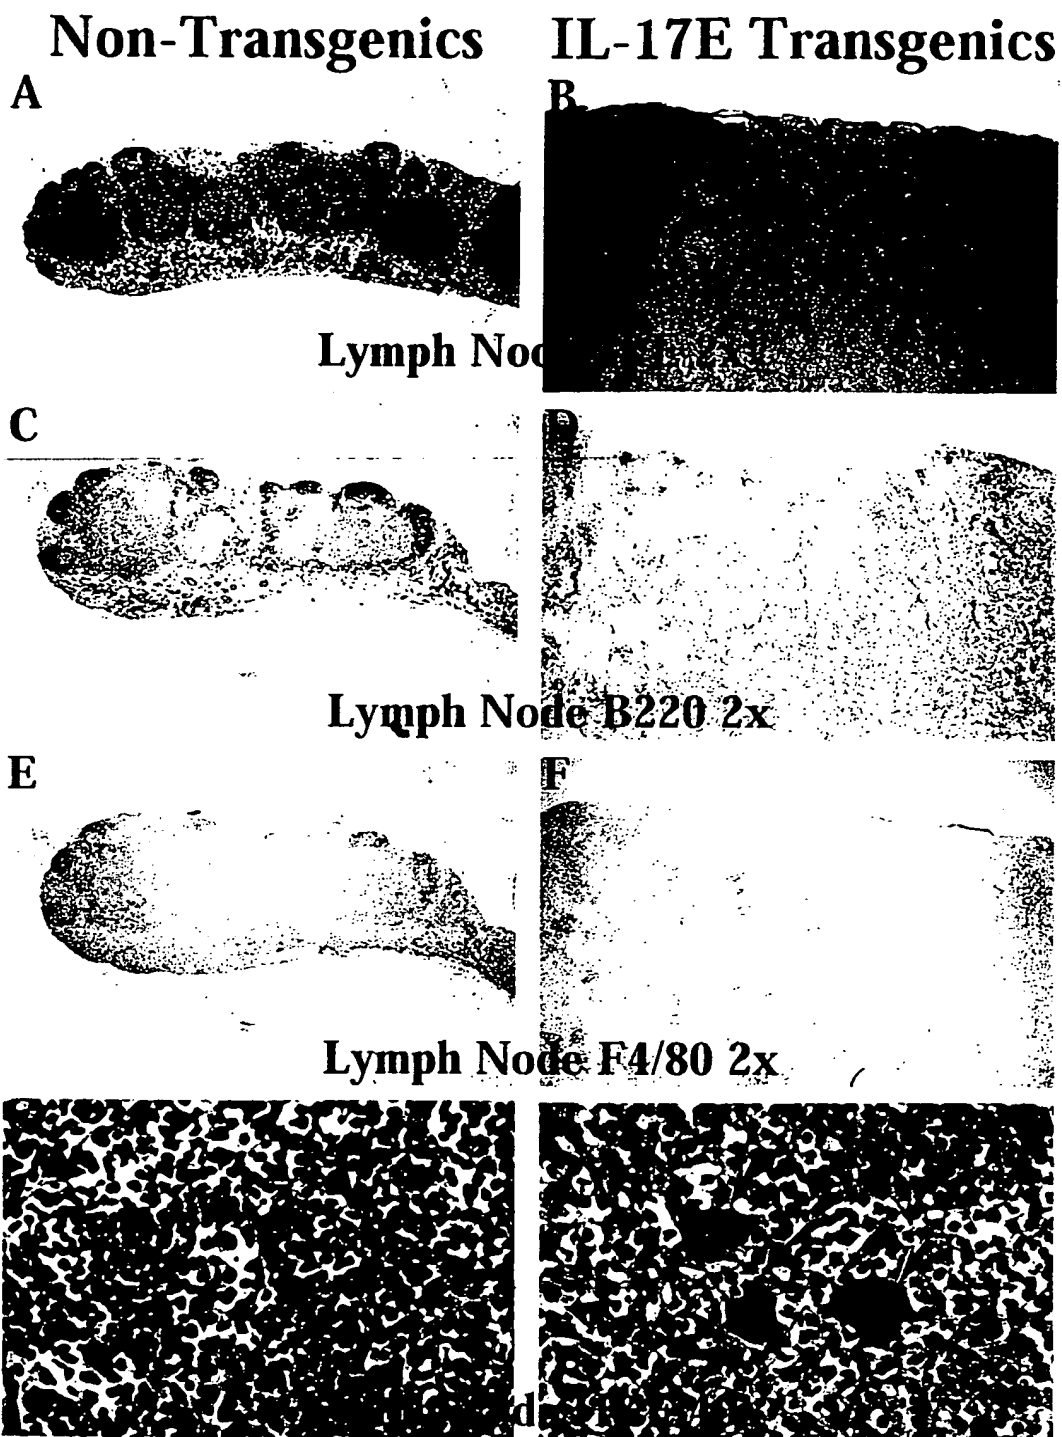 Non-Transgenics IL-17E Transgenics
A B
Lymph Nod
C D
Lymph Node B220 2x
E F
Lymph Node F4/80 2x
d